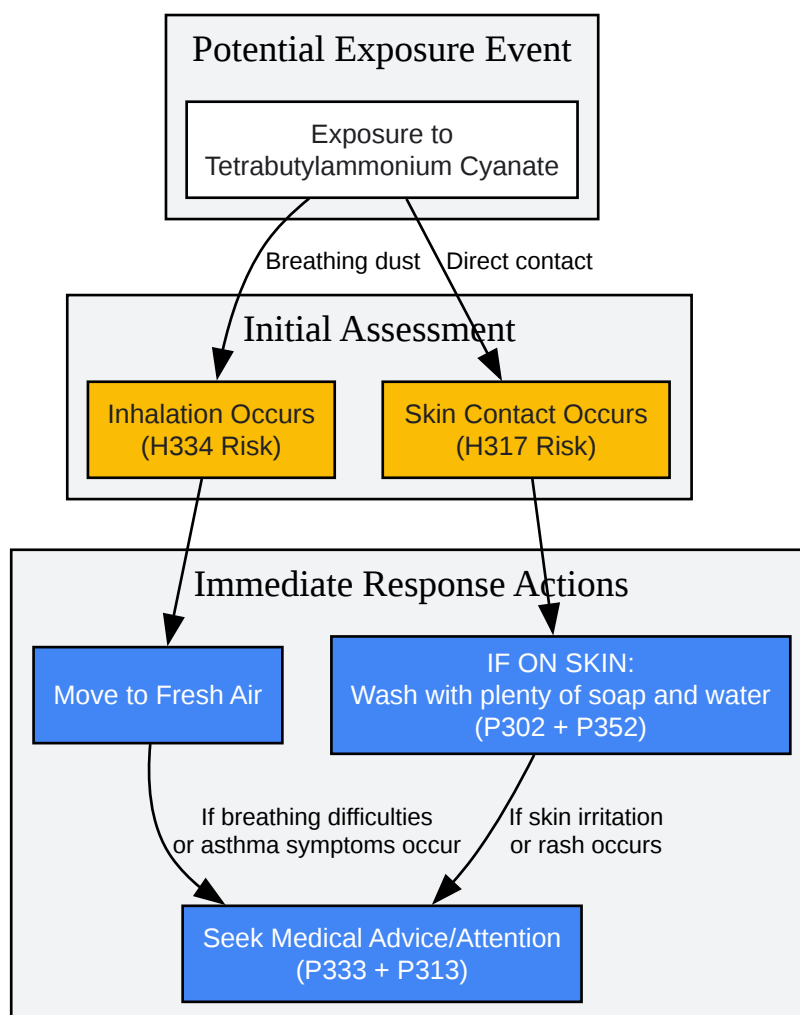 Potential Exposure Event
Exposure to
Tetrabutylammonium Cyanate
Breathing dust
Direct contact
Initial Assessment
Inhalation Occurs
(H334 Risk)
Skin Contact Occurs
(H317 Risk)
Immediate Response Actions
Move to Fresh Air
IF ON SKIN:
Wash with plenty of soap and water
(P302 + P352)
If breathing difficulties
or asthma symptoms occur
If skin irritation
or rash occurs
Seek Medical Advice/Attention
(P333 + P313)